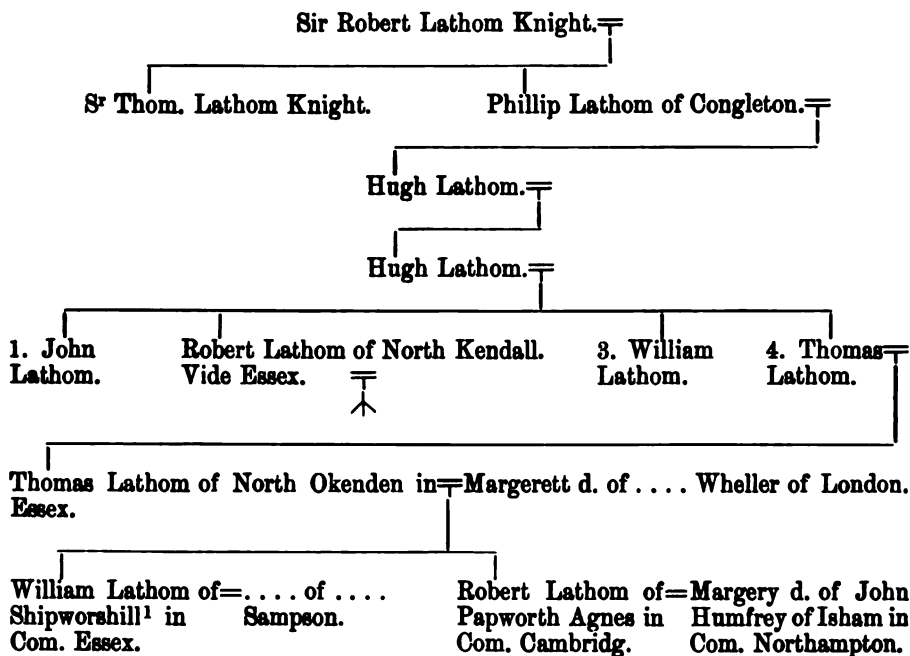 Sir Robert Lathom Knight.
Sʳ Thom. Lathom Knight.
Phillip Lathom of Congleton.
Hugh Lathom.
Hugh Lathom.
1. John
Lathom.
Robert Lathom of North Kendall.
Vide Essex.
3. William
Lathom.
4. Thomas
Lathom.
Thomas Lathom of North Okenden in=Margerett d. of .... Wheller of London.
Essex.
William Lathom of=.... of ....
Shipworshill¹ in Sampson.
Com. Essex.
Robert Lathom of=Margery d. of John
Papworth Agnes in Humfrey of Isham in
Com. Cambridg. Com. Northampton.